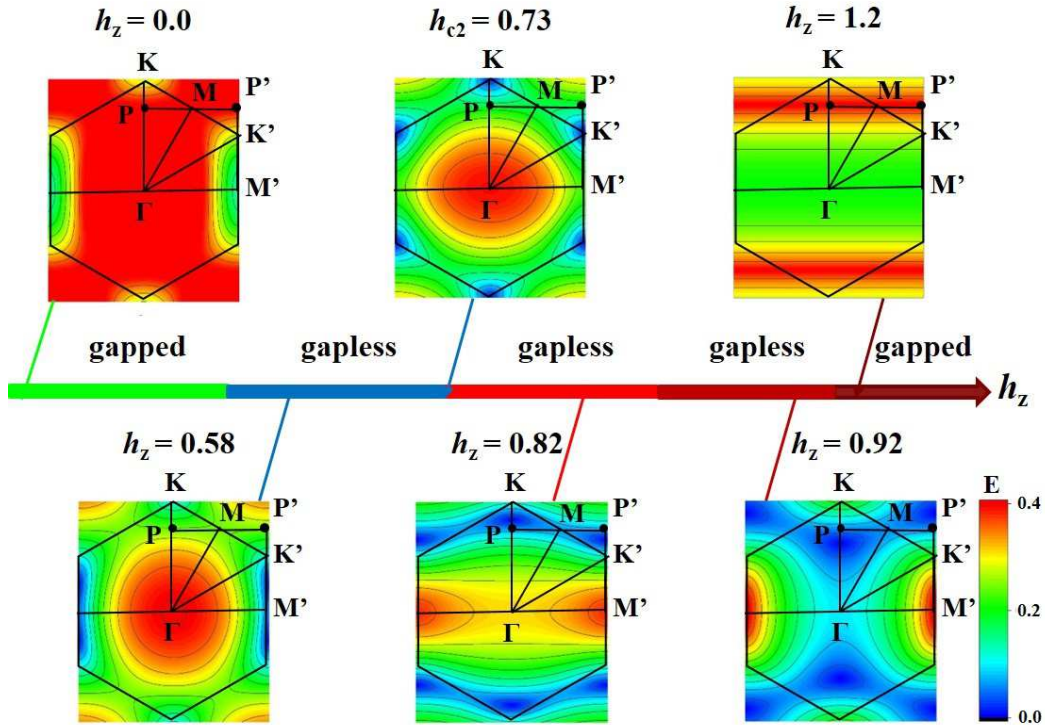 h_z = 0.0
h_c2 = 0.73
h_z = 1.2
K
P
M
P’
K’
M’
Γ
K
P
M
P’
K’
M’
Γ
K
P
M
P’
K’
M’
Γ
gapped
gapless
gapless
gapless
gapped
h_z
h_z = 0.58
h_z = 0.82
h_z = 0.92
K
P
M
P’
K’
M’
Γ
K
P
M
P’
K’
M’
Γ
K
P
M
P’
K’
M’
Γ
E
0.4
0.2
0.0